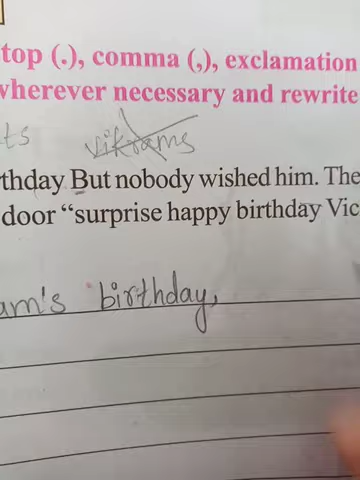 top (.), comma (,), exclamation
wherever necessary and rewrite
ts vikrams
thday But nobody wished him. The
door “surprise happy birthday Vic
am's birthday,